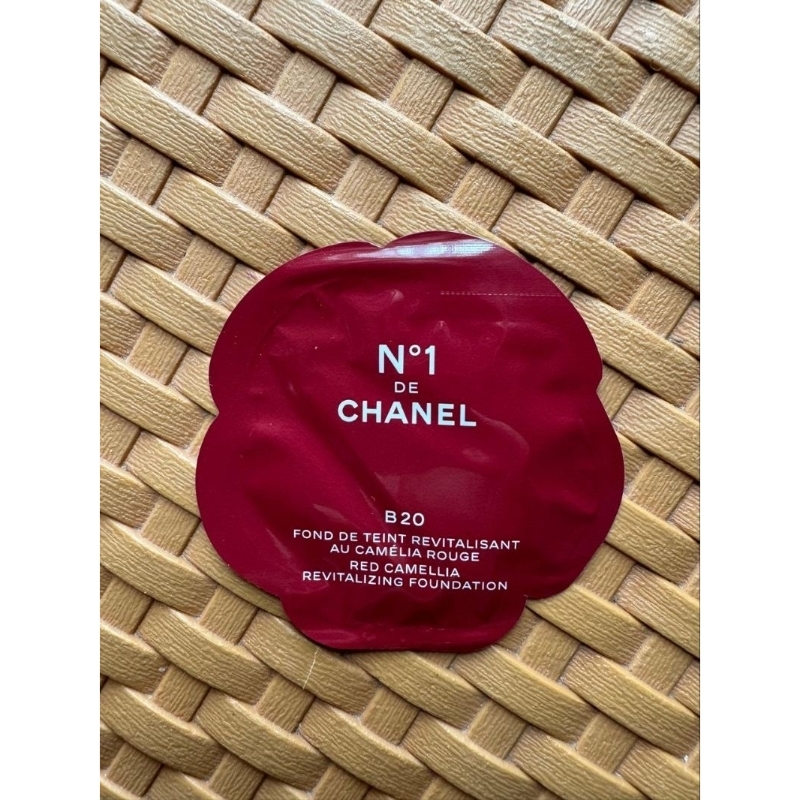 N°1
DE
CHANEL
B20
FOND DE TEINT REVITALISANT
AU CAMÉLIA ROUGE
RED CAMELLIA
REVITALIZING FOUNDATION